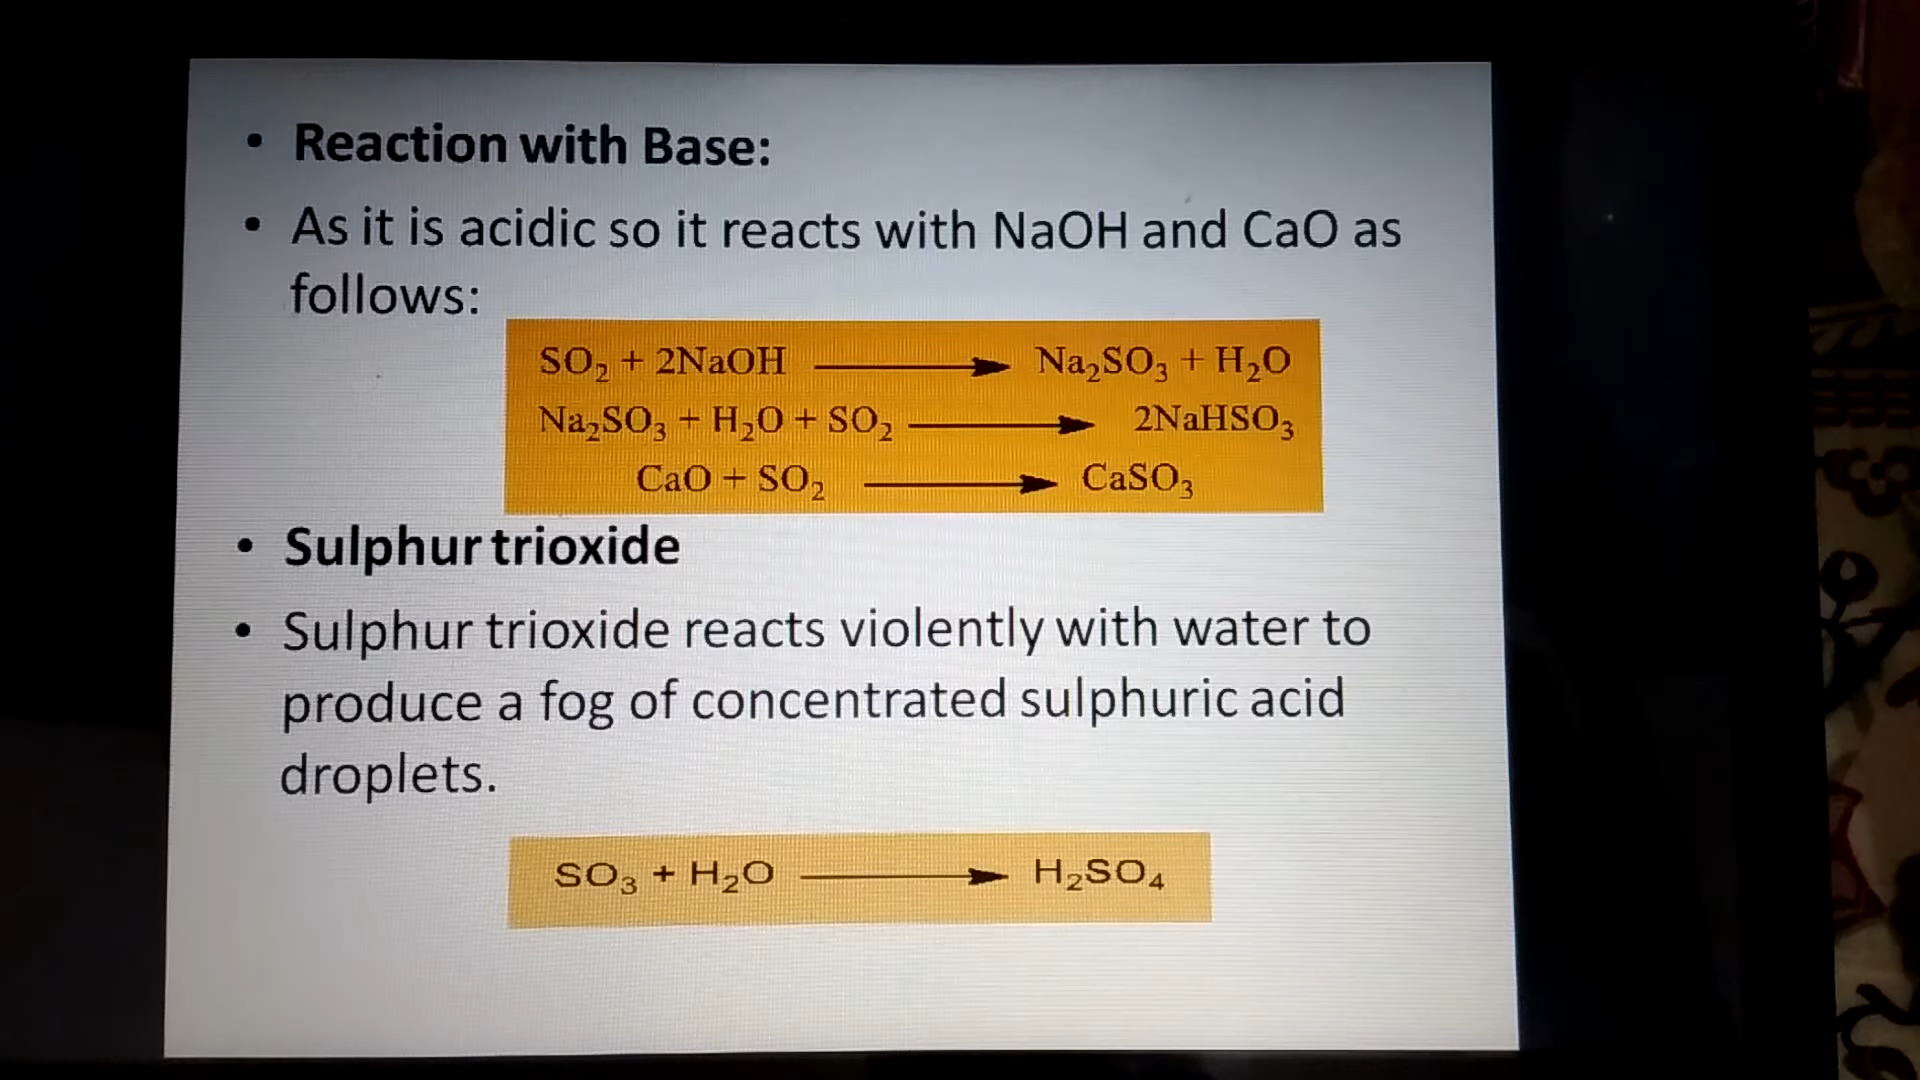 • Reaction with Base:
• As it is acidic so it reacts with NaOH and CaO as
follows:
SO₂ + 2NaOH ⟶ Na₂SO₃ + H₂O
Na₂SO₃ + H₂O + SO₂ ⟶ 2NaHSO₃
CaO + SO₂ ⟶ CaSO₃
• Sulphur trioxide
• Sulphur trioxide reacts violently with water to
produce a fog of concentrated sulphuric acid
droplets.
SO₃ + H₂O ⟶ H₂SO₄